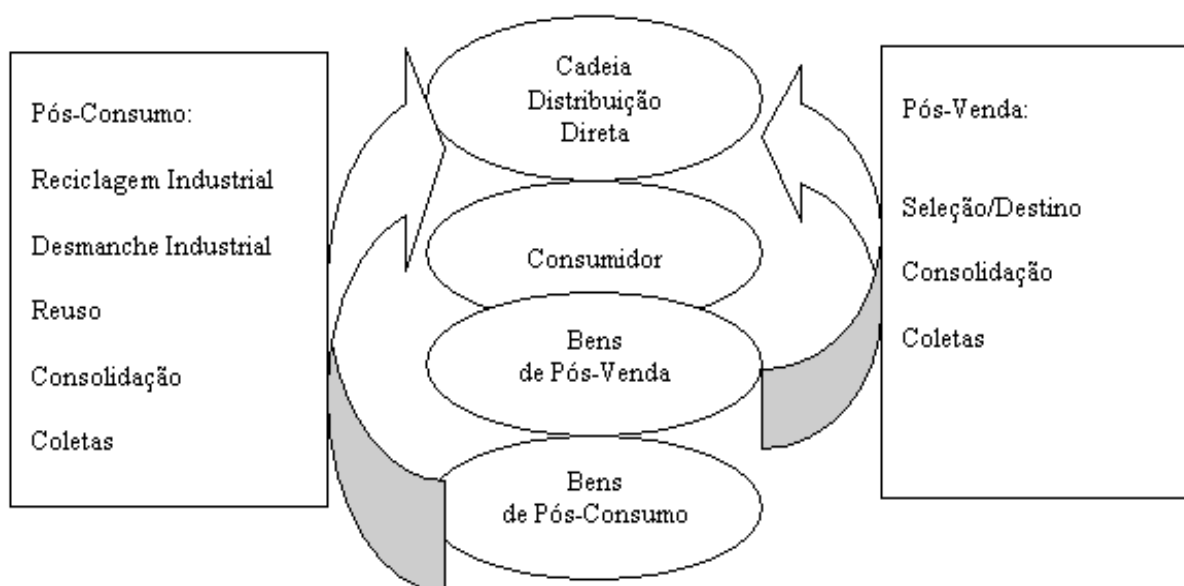 Pós-Consumo:
Reciclagem Industrial
Desmanche Industrial
Reuso
Consolidação
Coletas
Cadeia
Distribuição
Direta
Consumidor
Bens
de Pós-Venda
Bens
de Pós-Consumo
Pós-Venda:
Seleção/Destino
Consolidação
Coletas